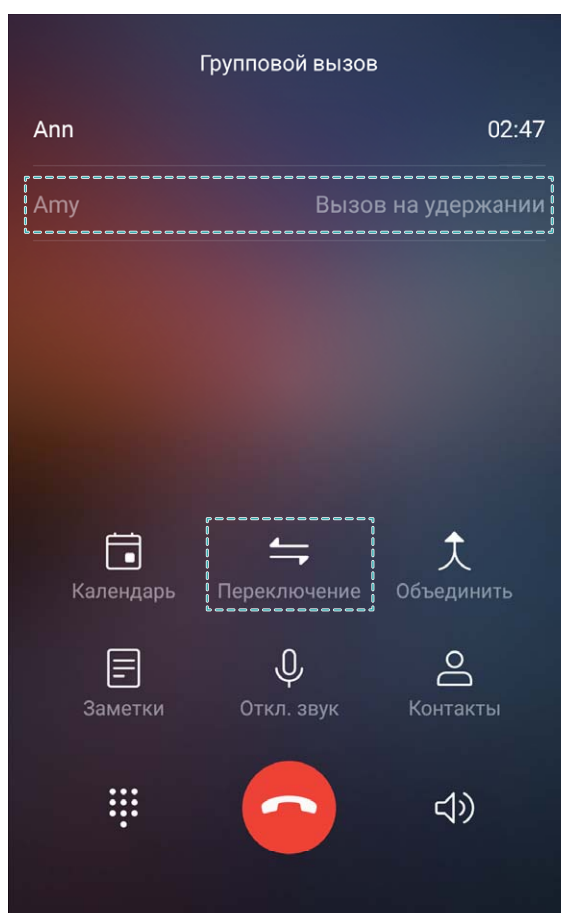 Групповой вызов
Ann 02:47
Amy Вызов на удержании
Календарь Переключение Объединить
Заметки Откл. звук Контакты